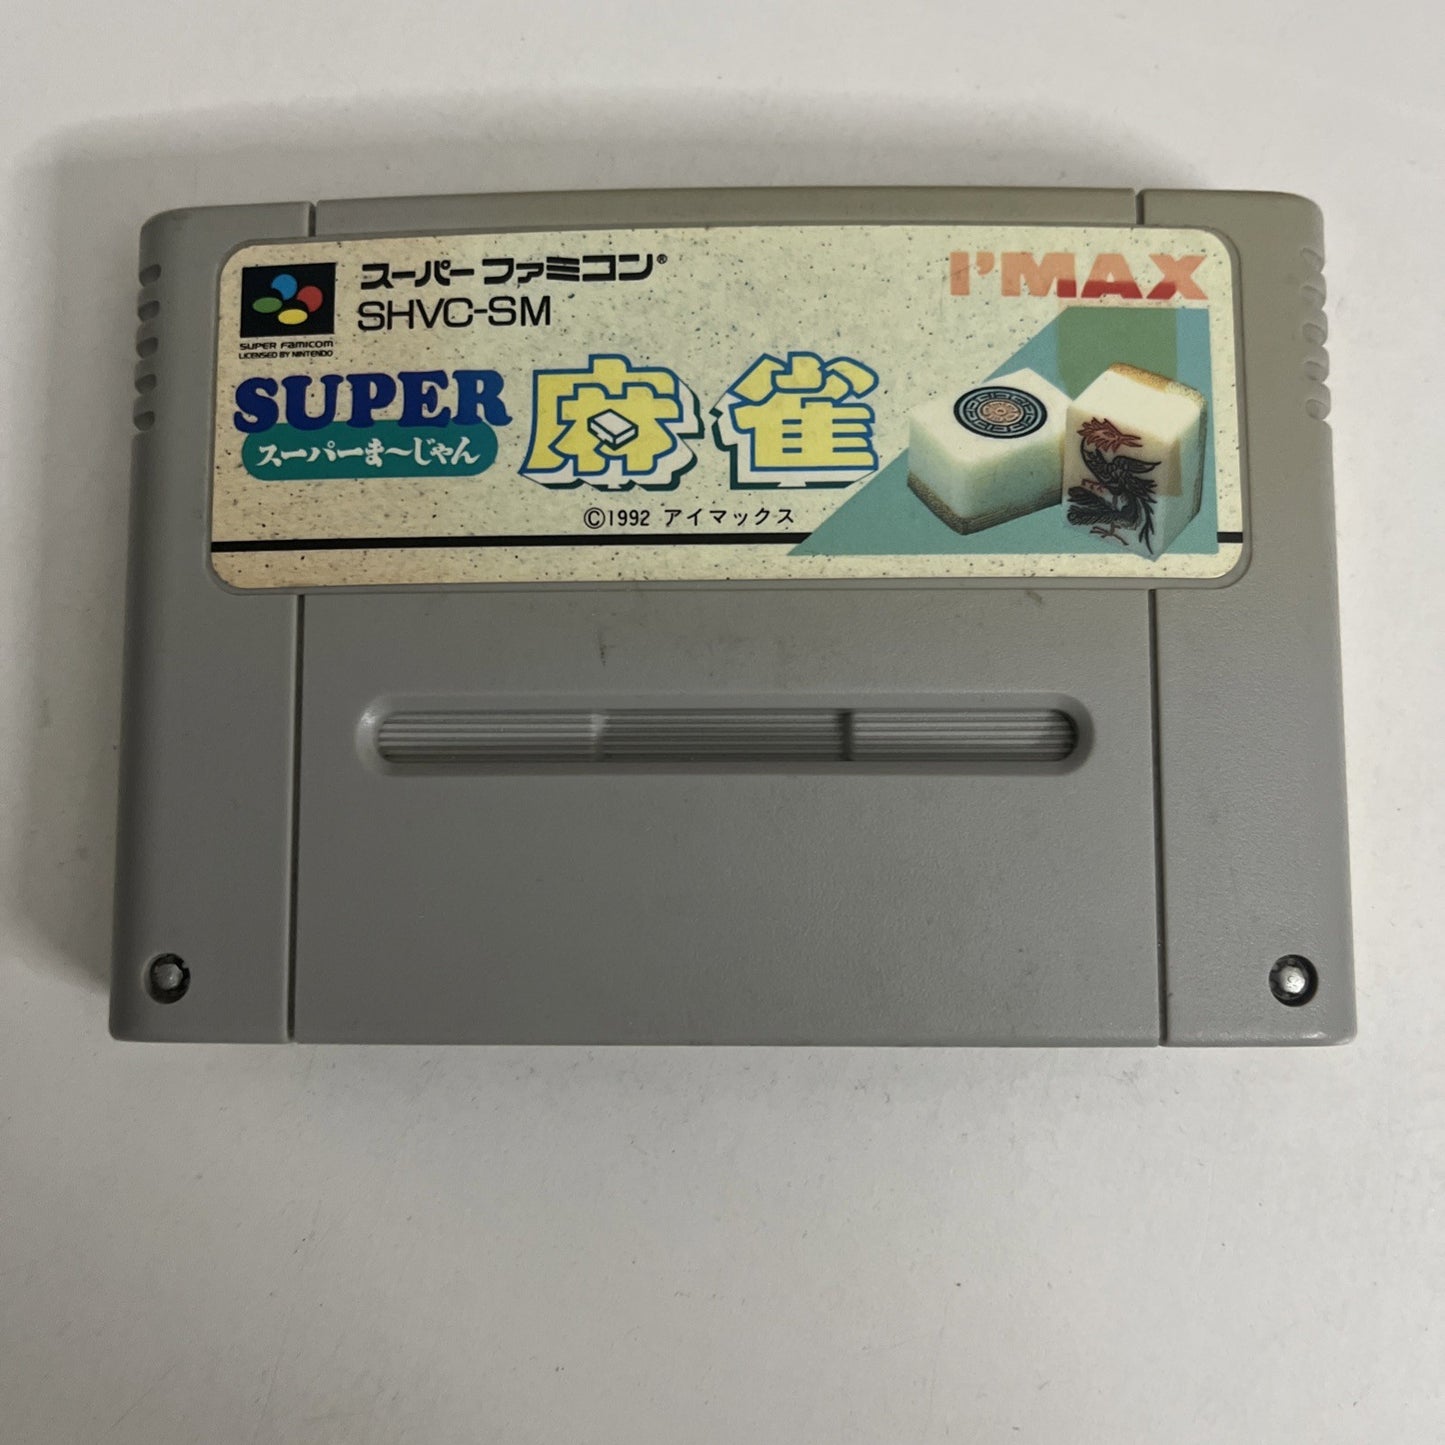 スーパーファミコン®
SHVC-SM
I'MAX
SUPER FAMICOM
LICENSED BY NINTENDO
SUPER 麻雀
スーパーま〜じゃん
©1992 アイマックス